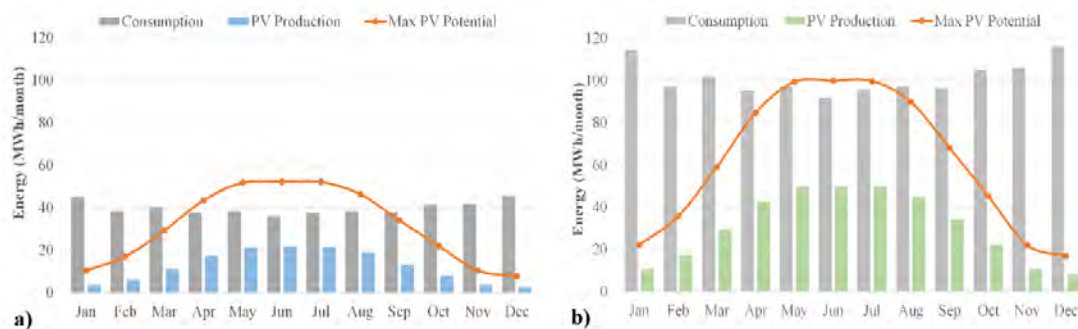 Consumption PV Production Max PV Potential
120
100
80
60
40
20
0
Energy (MWh/month)
Jan Feb Mar Apr May Jun Jul Aug Sep Oct Nov Dec
a)
Consumption PV Production Max PV Potential
120
100
80
60
40
20
0
Energy (MWh/month)
Jan Feb Mar Apr May Jun Jul Aug Sep Oct Nov Dec
b)